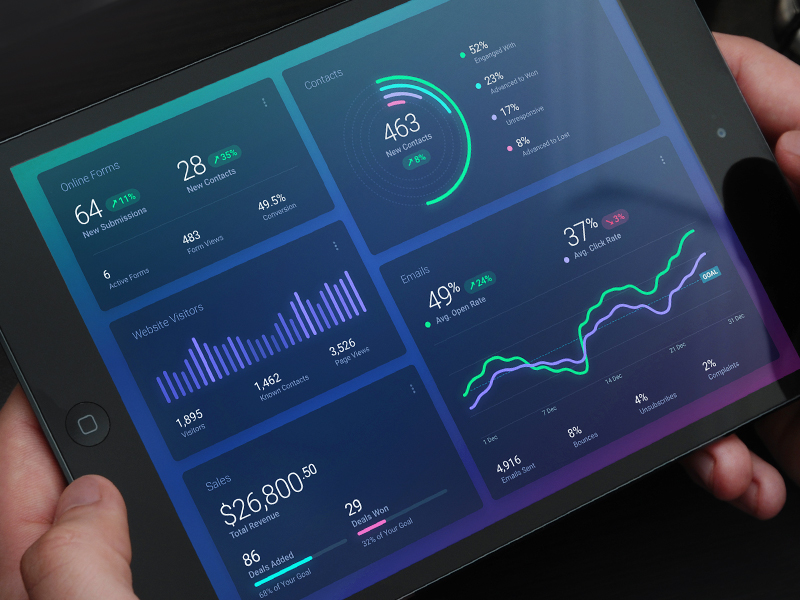 Online Forms
64 ↗ 11%
New Submissions
28 ↗ 35%
New Contacts
6
Active Forms
483
Form Views
49.5%
Conversion
Website Visitors
1,895
Visitors
1,462
Known Contacts
3,526
Page Views
Sales
$26,800.50
Total Revenue
86
Deals Added
68% of Your Goal
29
Deals Won
32% of Your Goal
Contacts
463
New Contacts
↗ 8%
52%
Enganged With
23%
Advanced to Won
17%
Unresponsive
8%
Advanced to Lost
Emails
49% ↗ 24%
Avg. Open Rate
37% ↘ 3%
Avg. Click Rate
GOAL
1 Dec
7 Dec
14 Dec
21 Dec
31 Dec
4,916
Emails Sent
8%
Bounces
4%
Unsubscribes
2%
Complaints